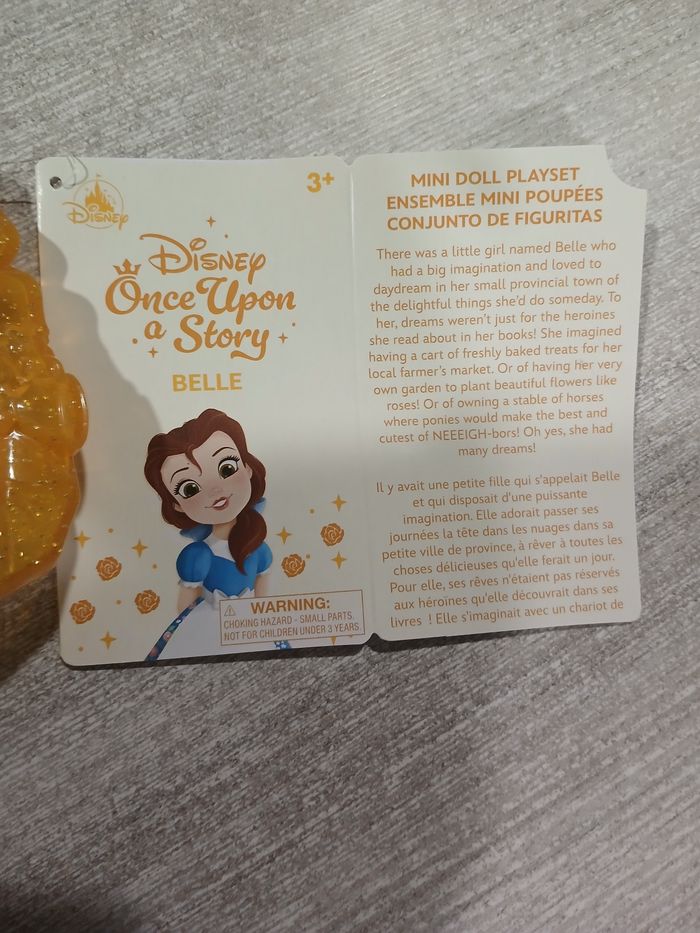 Disney
3+
Disney
Once Upon
a Story
BELLE
WARNING:
CHOKING HAZARD - SMALL PARTS.
NOT FOR CHILDREN UNDER 3 YEARS.
MINI DOLL PLAYSET
ENSEMBLE MINI POUPÉES
CONJUNTO DE FIGURITAS
There was a little girl named Belle who
had a big imagination and loved to
daydream in her small provincial town of
the delightful things she'd do someday. To
her, dreams weren't just for the heroines
she read about in her books! She imagined
having a cart of freshly baked treats for her
local farmer's market. Or of having her very
own garden to plant beautiful flowers like
roses! Or of owning a stable of horses
where ponies would make the best and
cutest of NEEEIGH-bors! Oh yes, she had
many dreams!
Il y avait une petite fille qui s'appelait Belle
et qui disposait d'une puissante
imagination. Elle adorait passer ses
journées la tête dans les nuages dans sa
petite ville de province, à rêver à toutes les
choses délicieuses qu'elle ferait un jour.
Pour elle, ses rêves n'étaient pas réservés
aux héroïnes qu'elle découvrait dans ses
livres ! Elle s'imaginait avec un chariot de